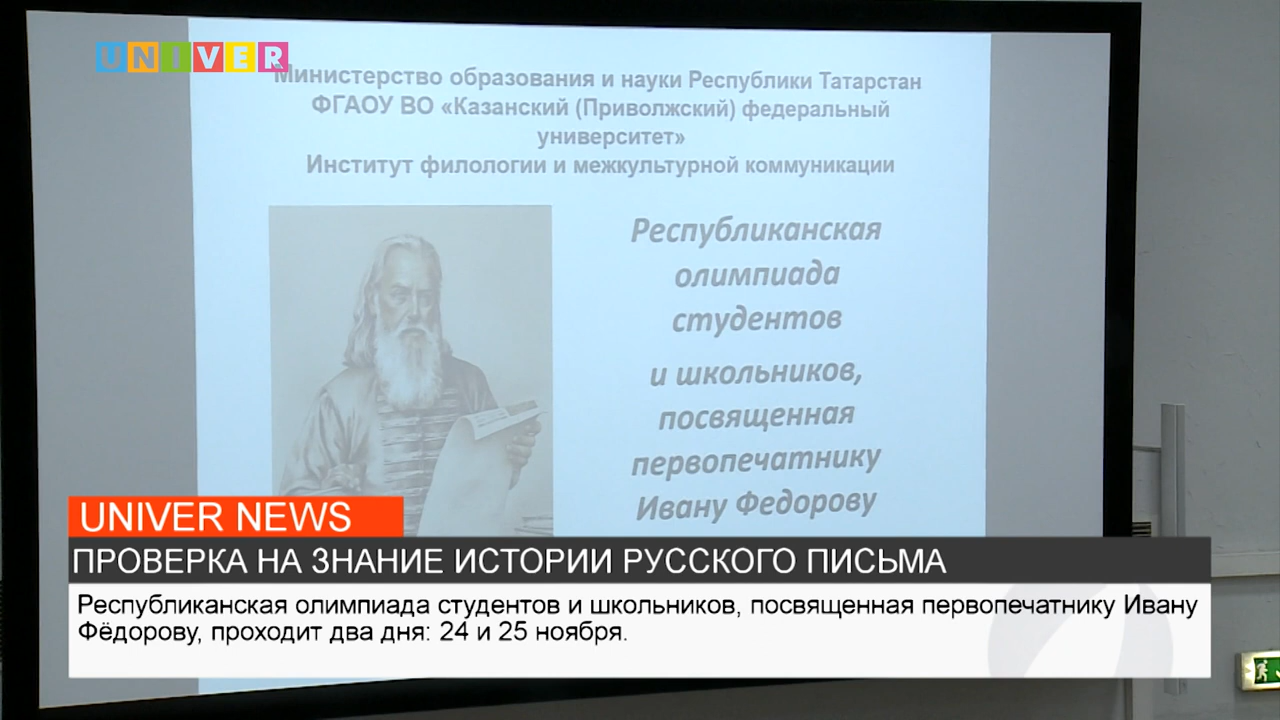 UNIVER
Министерство образования и науки Республики Татарстан
ФГАОУ ВО «Казанский (Приволжский) федеральный
университет»
Институт филологии и межкультурной коммуникации
Республиканская
олимпиада
студентов
и школьников,
посвященная
первопечатнику
Ивану Федорову
UNIVER NEWS
ПРОВЕРКА НА ЗНАНИЕ ИСТОРИИ РУССКОГО ПИСЬМА
Республиканская олимпиада студентов и школьников, посвященная первопечатнику Ивану
Фёдорову, проходит два дня: 24 и 25 ноября.